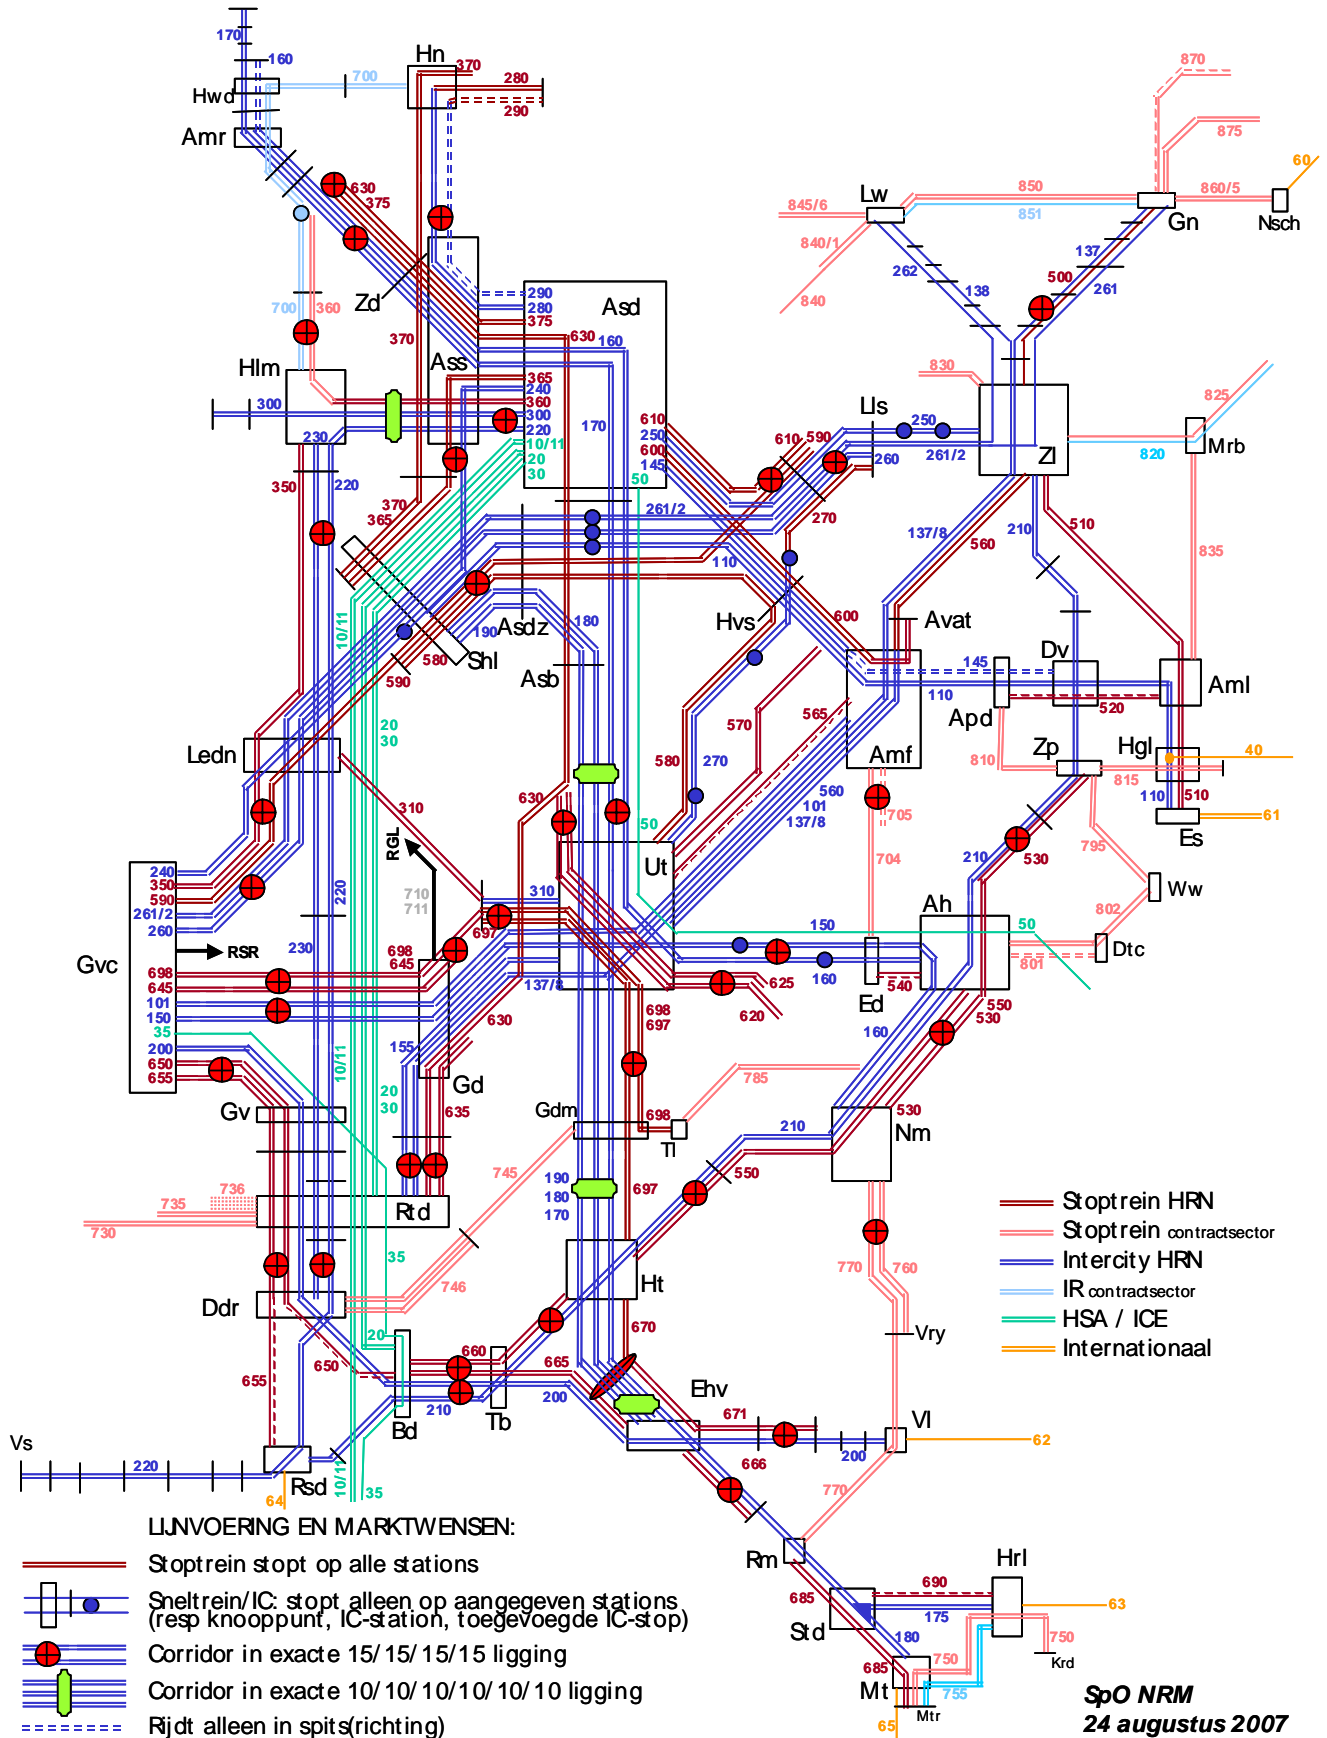 170
160
Hwd
700
Hn
370
280
290
Amr
630
375
870
875
60
Lw
850
851
845/6
840/1
840
860/5
Gn
Nsch
262
138
137
500
261
Zd
700
360
370
Asd
290
280
375
630
160
Hlm
Ass
365
240
360
300
220
300
230
170
10/11
20
30
50
610
250
600
145
830
825
Lls
250
610
590
260
261/2
Zl
820
Mrb
350
220
370
365
261/2
110
270
137/8
560
210
510
835
10/11
190
Asdz
180
Shl
580
590
Asb
Hvs
600
Avat
145
110
Dv
Apd
520
Aml
Ledn
20
30
570
565
Amf
810
Zp
815
Hgl
40
580
270
560
101
137/8
110
510
Es
61
310
630
50
RGL
Ut
705
704
795
210
530
Ww
710
711
310
697
240
350
590
261/2
260
220
230
Gvc
RSR
698
645
698
645
101
150
35
200
650
655
137/8
150
160
Ed
540
Ah
50
802
801
Dtc
550
530
625
620
698
697
630
155
Gd
160
10/11
20
30
635
Gv
Gdm
698
Tl
785
530
Nm
210
550
745
190
180
170
697
736
735
730
Rtd
35
746
Ht
770
760
Vry
Ddr
20
650
655
660
665
670
210
200
Bd
Tb
Ehv
671
666
200
Vl
62
Vs
220
Rsd
64
10/11
35
770
Rm
685
Std
690
175
Hrl
63
180
750
750
Krd
685
Mt
755
Mtr
65
Stoptrein HRN
Stoptrein contractsector
Intercity HRN
IR contractsector
HSA / ICE
Internationaal
LIJNVOERING EN MARKTWENSEN:
Stoptrein stopt op alle stations
Sneltrein/IC: stopt alleen op aangegeven stations
(resp knooppunt, IC-station, toegevoegde IC-stop)
Corridor in exacte 15/15/15/15 ligging
Corridor in exacte 10/10/10/10/10/10 ligging
Rijdt alleen in spits(richting)
SpO NRM
24 augustus 2007